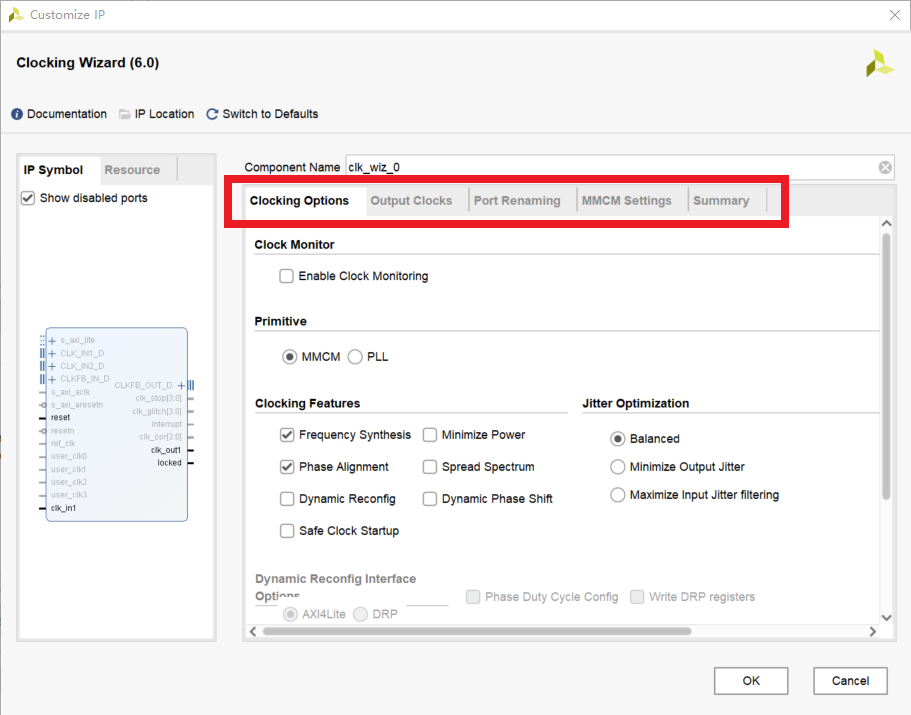 Customize IP
Clocking Wizard (6.0)
Documentation IP Location Switch to Defaults
IP Symbol Resource
Show disabled ports
s_axi_lite
CLK_IN1_D
CLK_IN2_D
CLKFB_IN_D
s_axi_aclk
s_axi_aresetn
reset
resetn
ref_clk
user_clk0
user_clk1
user_clk2
user_clk3
clk_in1
CLKFB_OUT_D
clk_stop[3:0]
clk_glitch[3:0]
interrupt
clk_oor[3:0]
clk_out1
locked
Component Name clk_wiz_0
Clocking Options Output Clocks Port Renaming MMCM Settings Summary
Clock Monitor
Enable Clock Monitoring
Primitive
MMCM PLL
Clocking Features
Frequency Synthesis Minimize Power
Phase Alignment Spread Spectrum
Dynamic Reconfig Dynamic Phase Shift
Safe Clock Startup
Jitter Optimization
Balanced
Minimize Output Jitter
Maximize Input Jitter filtering
Dynamic Reconfig Interface
Options
AXI4Lite DRP
Phase Duty Cycle Config Write DRP registers
OK Cancel